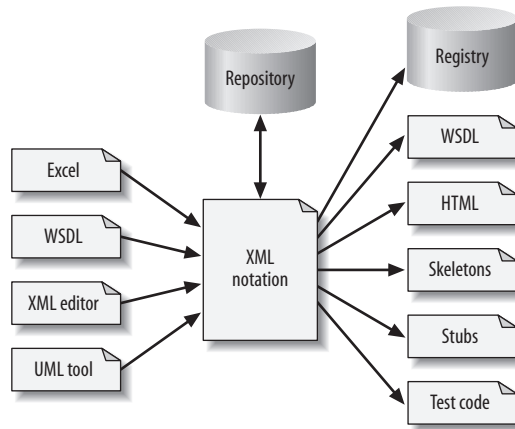 Repository
Registry
Excel
WSDL
XML editor
UML tool
XML
notation
WSDL
HTML
Skeletons
Stubs
Test code